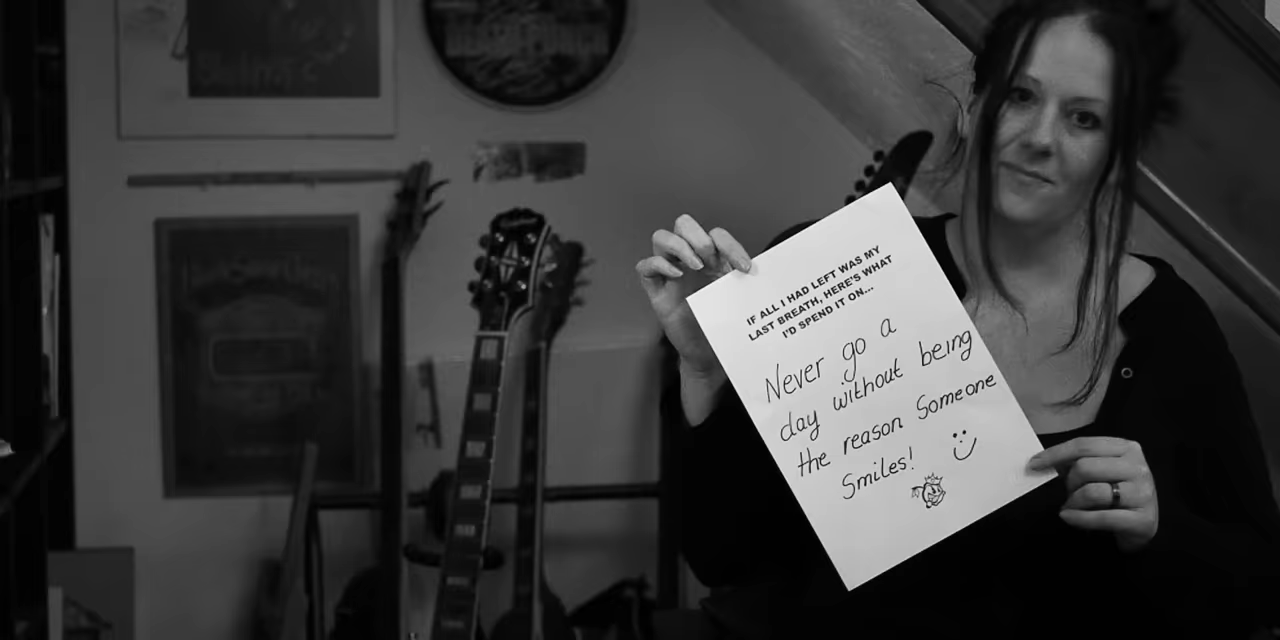 IF ALL I HAD LEFT WAS MY
LAST BREATH, HERE'S WHAT
I'D SPEND IT ON...
Never go a
day without being
the reason Someone
Smiles!